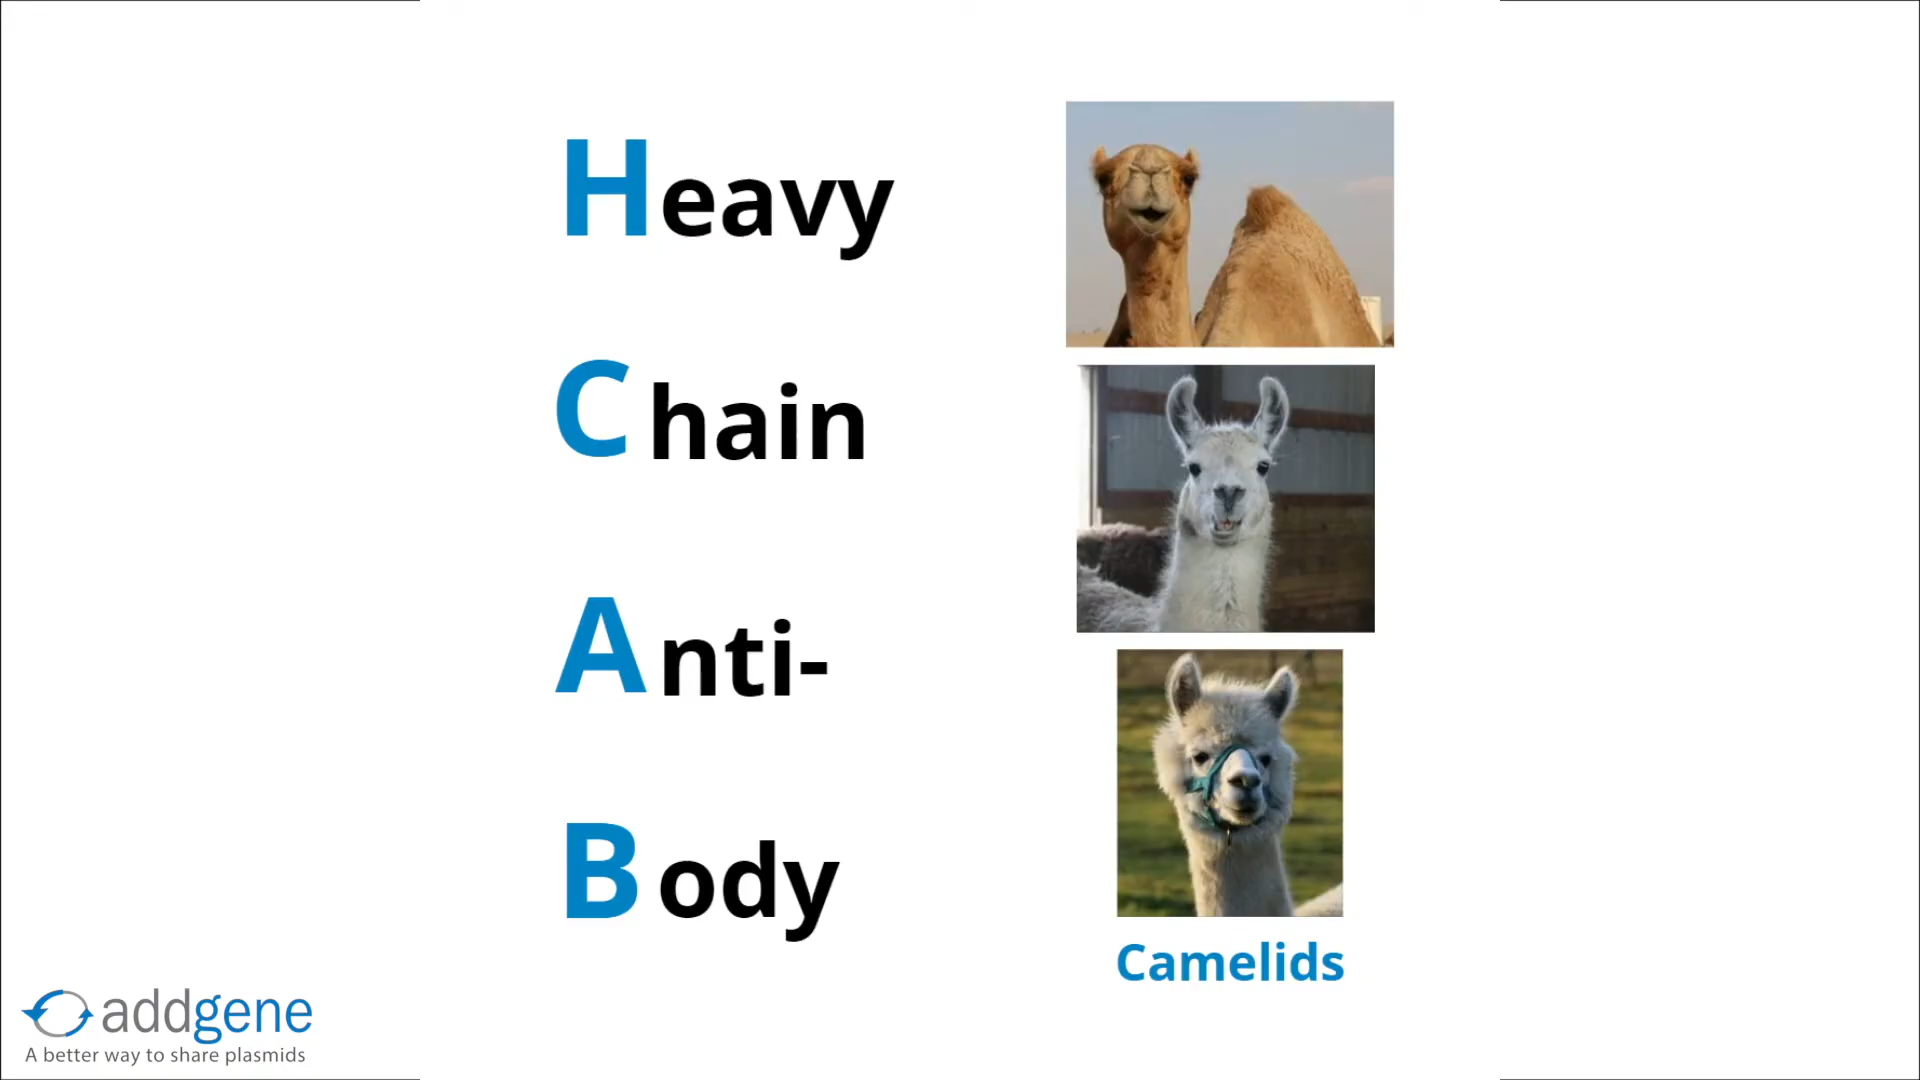 Heavy
Chain
Anti-
Body
Camelids
addgene
A better way to share plasmids